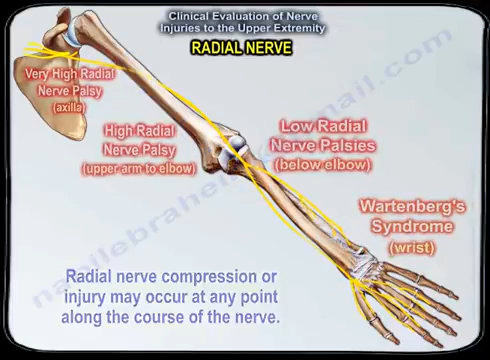 Clinical Evaluation of Nerve
Injuries to the Upper Extremity
RADIAL NERVE
Very High Radial
Nerve Palsy
(axilla)
High Radial
Nerve Palsy
(upper arm to elbow)
Low Radial
Nerve Palsies
(below elbow)
Wartenberg's
Syndrome
(wrist)
Radial nerve compression or
injury may occur at any point
along the course of the nerve.